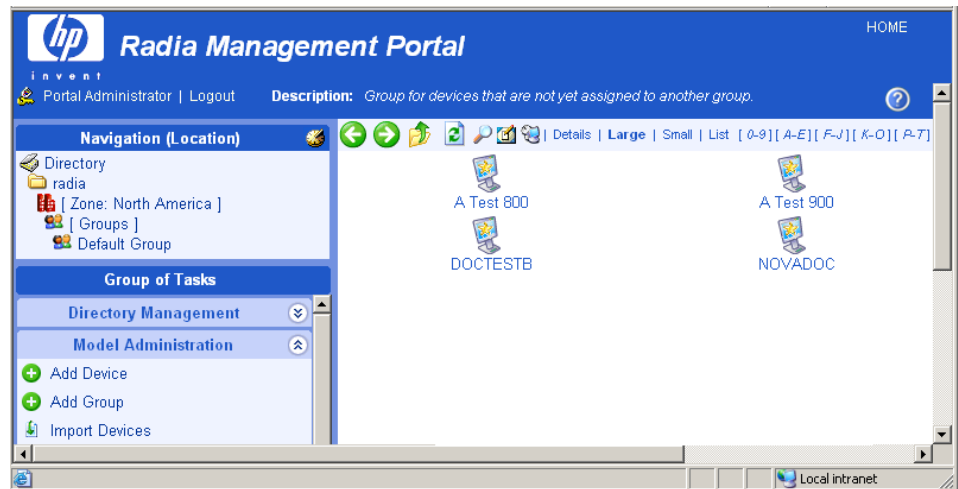 hp
invent
Radia Management Portal
HOME
Portal Administrator | Logout
Description: Group for devices that are not yet assigned to another group.
Navigation (Location)
Directory
radia
[ Zone: North America ]
[ Groups ]
Default Group
Group of Tasks
Directory Management
Model Administration
Add Device
Add Group
Import Devices
| Details | Large | Small | List [ 0-9 ] [ A-E ] [ F-J ] [ K-O ] [ P-T ]
A Test 800
A Test 900
DOCTESTB
NOVADOC
Local intranet